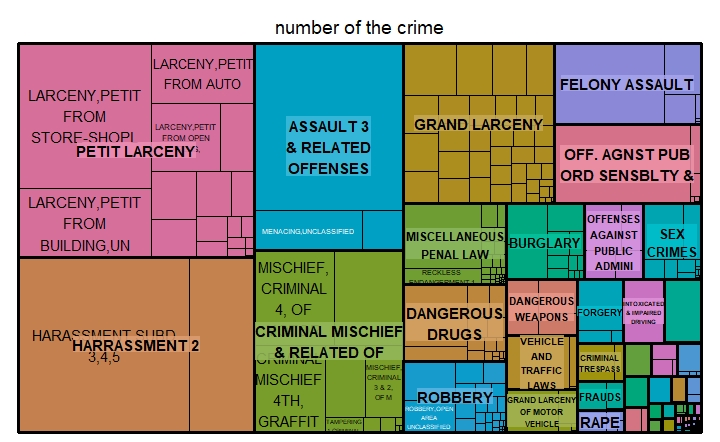 number of the crime
LARCENY,PETIT
FROM
STORE-SHOPL
LARCENY,PETIT
FROM AUTO
LARCENY,PETIT
FROM OPEN
PETIT LARCENY
LARCENY,PETIT
FROM
BUILDING,UN
HARRASSMENT 2
3,4,5
ASSAULT 3
& RELATED
OFFENSES
MENACING,UNCLASSIFIED
MISCHIEF,
CRIMINAL
4, OF
CRIMINAL MISCHIEF
& RELATED OF
CRIMINAL
MISCHIEF
4TH,
GRAFFIT
MISCHIEF,
CRIMINAL
3 & 2,
OF M
TAMPERING
GRAND LARCENY
FELONY ASSAULT
OFF. AGNST PUB
ORD SENSBLTY &
MISCELLANEOUS
PENAL LAW
RECKLESS
BURGLARY
OFFENSES
AGAINST
PUBLIC
ADMINI
SEX
CRIMES
DANGEROUS
DRUGS
DANGEROUS
WEAPONS
FORGERY
INTOXICATED
& IMPAIRED
DRIVING
VEHICLE
AND
TRAFFIC
LAWS
CRIMINAL
TRESPASS
ROBBERY
ROBBERY,OPEN
AREA
UNCLASSIFIED
GRAND LARCENY
OF MOTOR
VEHICLE
FRAUDS
RAPE